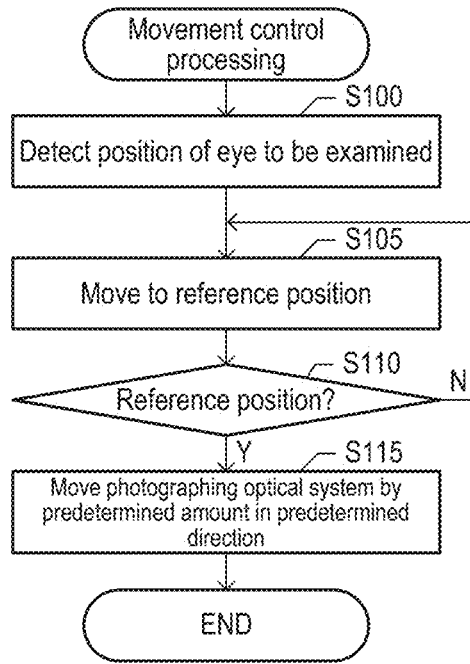 Movement control
processing
S100
Detect position of eye to be examined
S105
Move to reference position
S110
Reference position?
N
Y
S115
Move photographing optical system by
predetermined amount in predetermined
direction
END